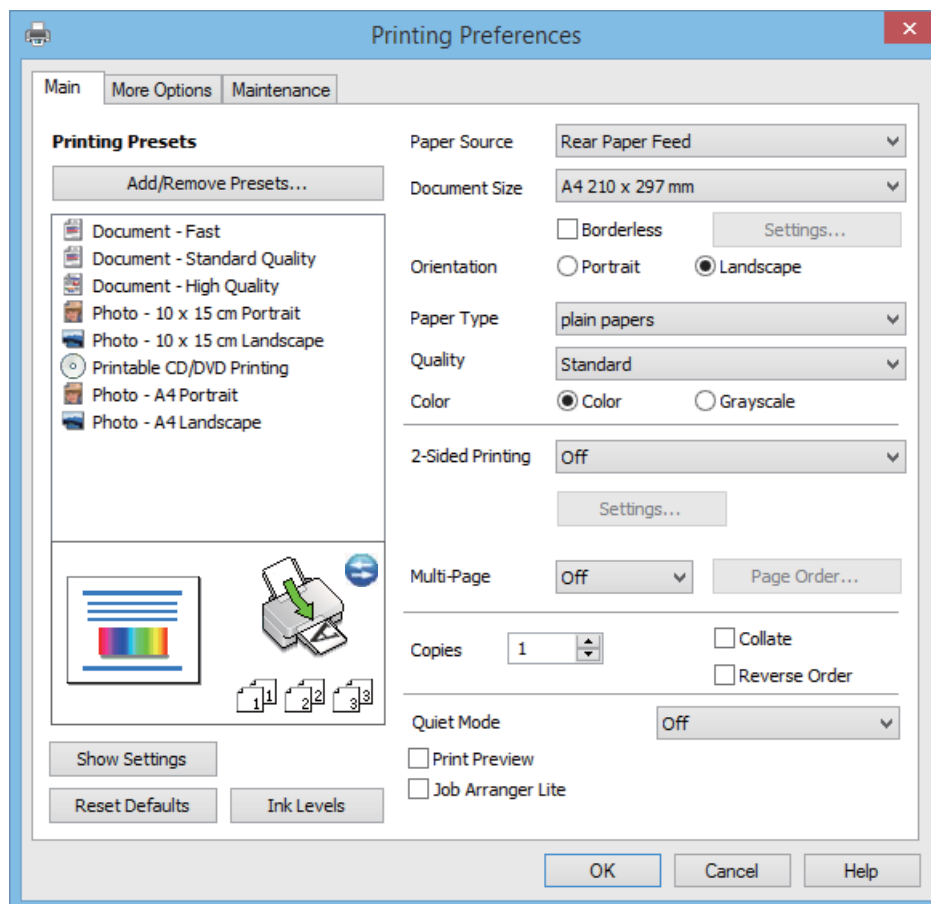 Printing Preferences
Main
More Options
Maintenance
Printing Presets
Add/Remove Presets...
Document - Fast
Document - Standard Quality
Document - High Quality
Photo - 10 x 15 cm Portrait
Photo - 10 x 15 cm Landscape
Printable CD/DVD Printing
Photo - A4 Portrait
Photo - A4 Landscape
1 1 2 2 3 3
Show Settings
Reset Defaults
Ink Levels
Paper Source Rear Paper Feed
Document Size A4 210 x 297 mm
Borderless Settings...
Orientation Portrait Landscape
Paper Type plain papers
Quality Standard
Color Color Grayscale
2-Sided Printing Off
Settings...
Multi-Page Off Page Order...
Copies 1 Collate
Reverse Order
Quiet Mode Off
Print Preview
Job Arranger Lite
OK Cancel Help